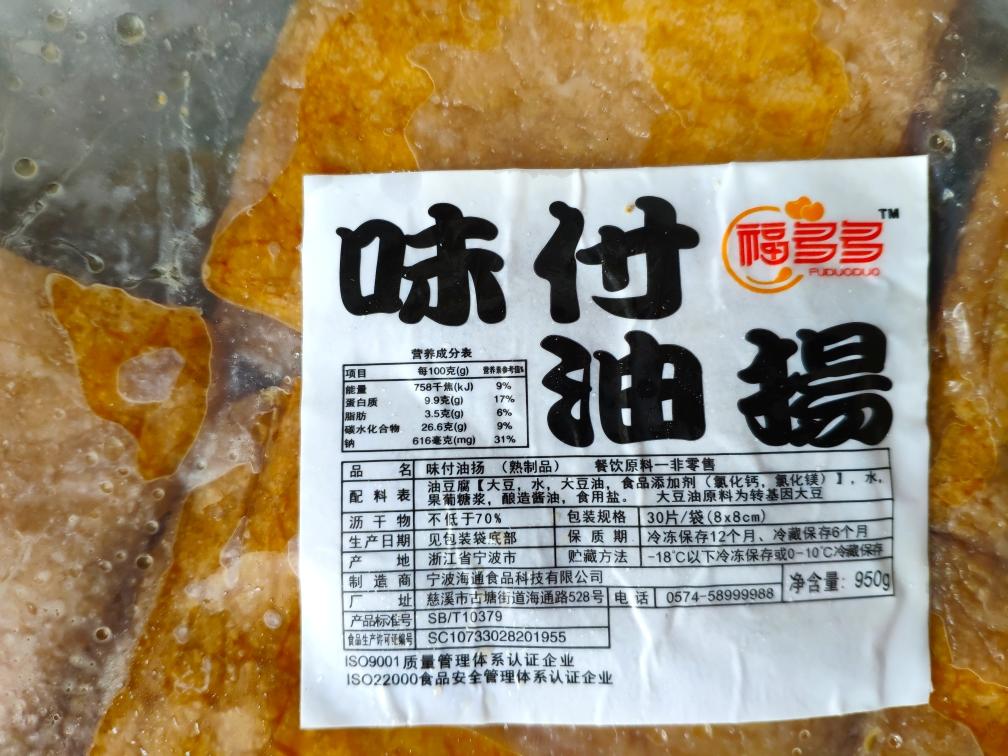 味付
福多多™
FUDUODUO
油揚
营养成分表
项目 每100克(g) 营养素参考值%
能量 758千焦(kJ) 9%
蛋白质 9.9克(g) 17%
脂肪 3.5克(g) 6%
碳水化合物 26.6克(g) 9%
钠 616毫克(mg) 31%
品名 味付油扬（熟制品） 餐饮原料一非零售
配料表 油豆腐【大豆，水，大豆油，食品添加剂（氯化钙，氯化镁）】，水，
果葡糖浆，酿造酱油，食用盐。 大豆油原料为转基因大豆
沥干物 不低于70% 包装规格 30片/袋(8x8cm)
生产日期 见包装袋底部 保质期 冷冻保存12个月、冷藏保存6个月
产地 浙江省宁波市 贮藏方法 -18℃以下冷冻保存或0-10℃冷藏保存
制造商 宁波海通食品科技有限公司 净含量：950g
厂址 慈溪市古塘街道海通路528号 电话 0574-58999988
产品标准号 SB/T10379
食品生产许可证编号 SC10733028201955
ISO9001质量管理体系认证企业
ISO22000食品安全管理体系认证企业